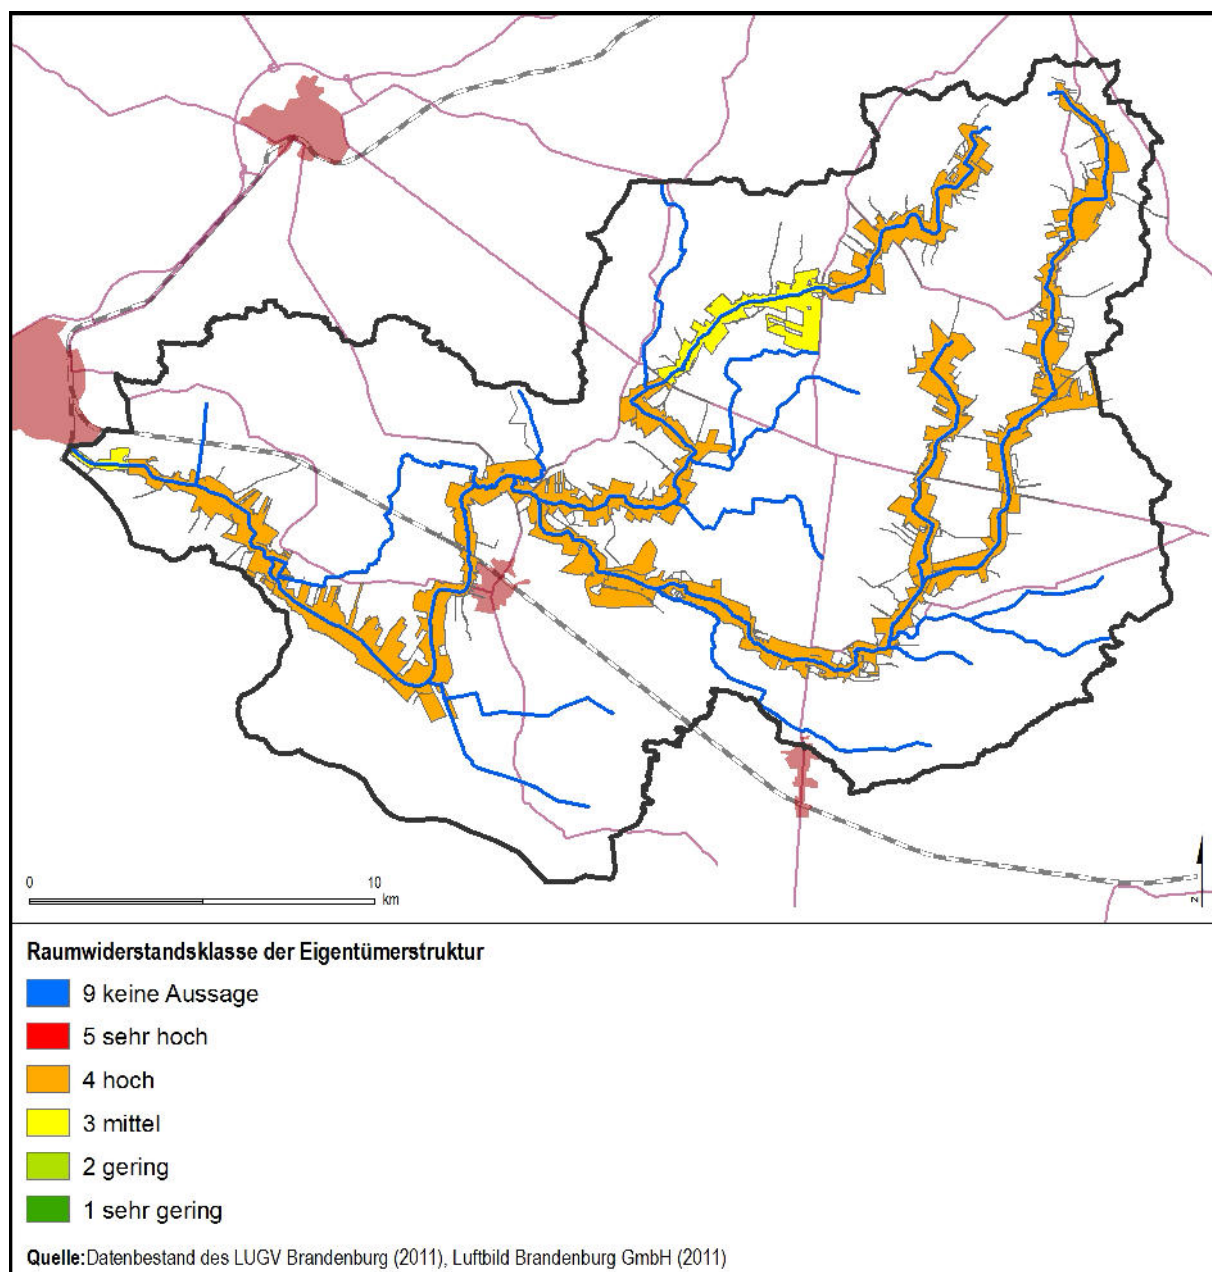 0 10
km
N
Raumwiderstandsklasse der Eigentümerstruktur
9 keine Aussage
5 sehr hoch
4 hoch
3 mittel
2 gering
1 sehr gering
Quelle:Datenbestand des LUGV Brandenburg (2011), Luftbild Brandenburg GmbH (2011)